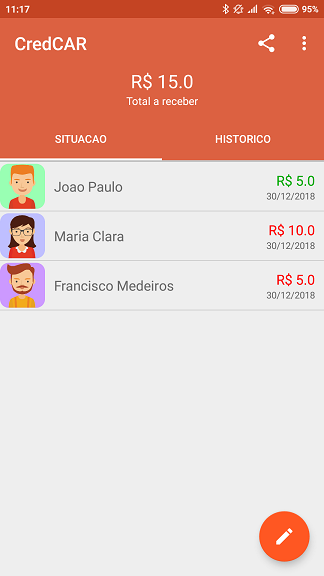 11:17
95%
CredCAR
R$ 15.0
Total a receber
SITUACAO
HISTORICO
Joao Paulo
R$ 5.0
30/12/2018
Maria Clara
R$ 10.0
30/12/2018
Francisco Medeiros
R$ 5.0
30/12/2018